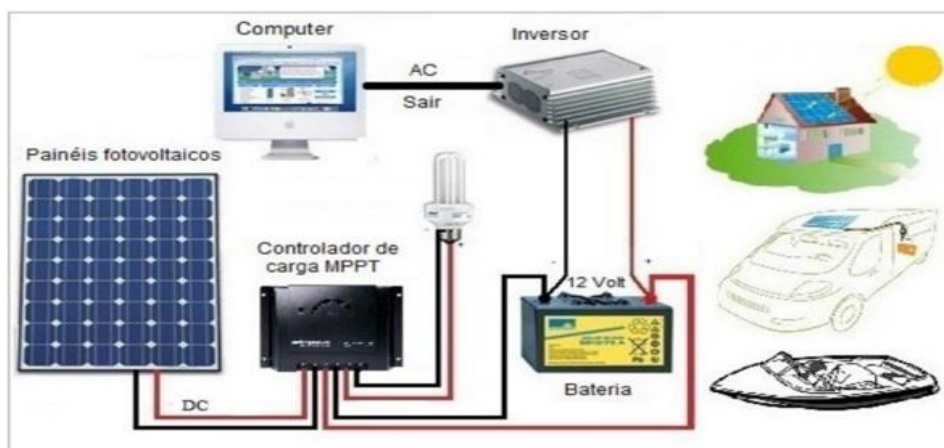 Computer
Inversor
AC
Sair
Painéis fotovoltaicos
Controlador de
carga MPPT
-
+
-
+
12 Volt
DC
Bateria